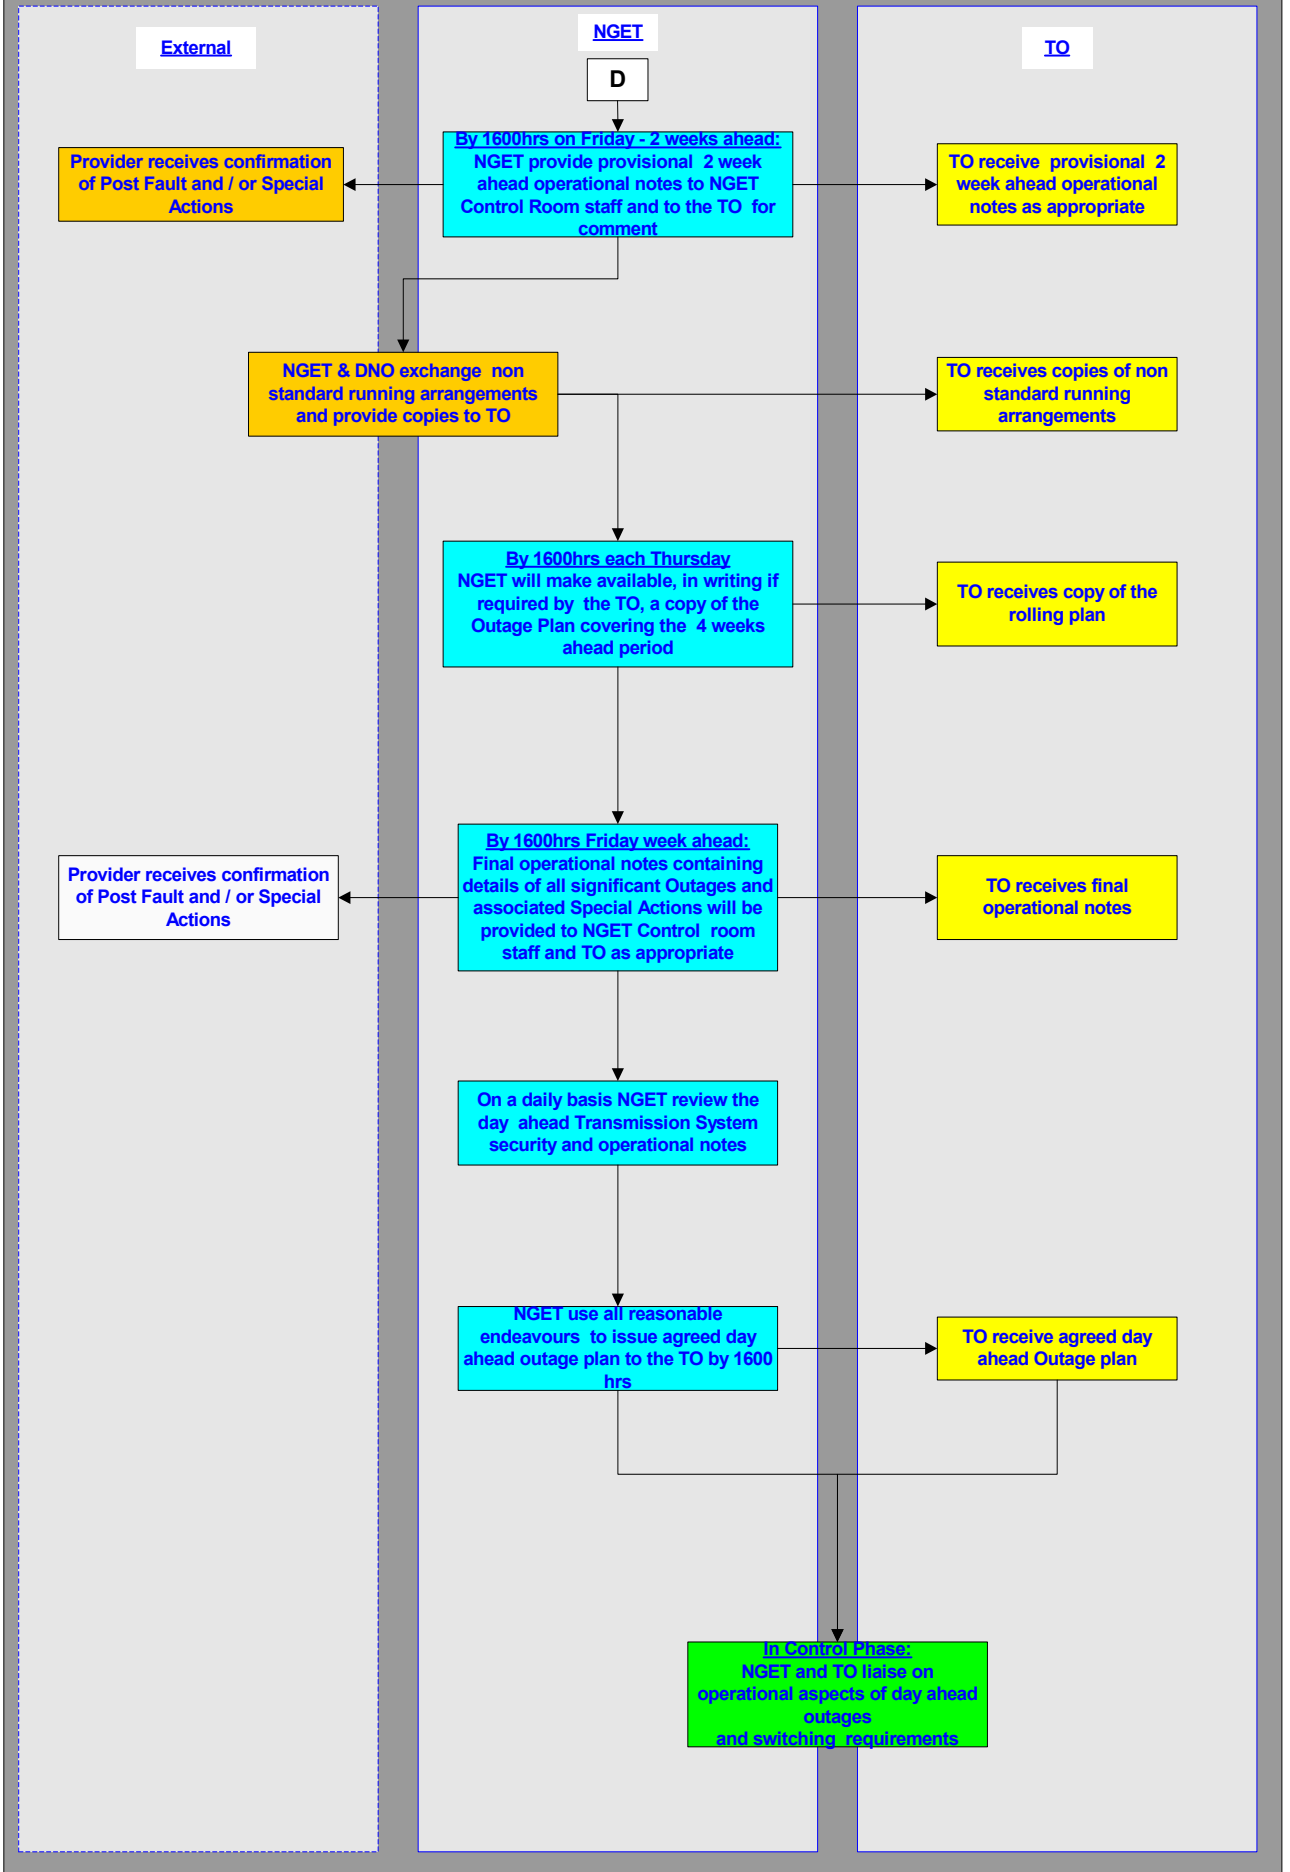 External
NGET
TO
D
Provider receives confirmation
of Post Fault and / or Special
Actions
By 1600hrs on Friday - 2 weeks ahead:
NGET provide provisional 2 week
ahead operational notes to NGET
Control Room staff and to the TO for
comment
TO receive provisional 2
week ahead operational
notes as appropriate
NGET & DNO exchange non
standard running arrangements
and provide copies to TO
TO receives copies of non
standard running
arrangements
By 1600hrs each Thursday
NGET will make available, in writing if
required by the TO, a copy of the
Outage Plan covering the 4 weeks
ahead period
TO receives copy of the
rolling plan
Provider receives confirmation
of Post Fault and / or Special
Actions
By 1600hrs Friday week ahead:
Final operational notes containing
details of all significant Outages and
associated Special Actions will be
provided to NGET Control room
staff and TO as appropriate
TO receives final
operational notes
On a daily basis NGET review the
day ahead Transmission System
security and operational notes
NGET use all reasonable
endeavours to issue agreed day
ahead outage plan to the TO by 1600
hrs
TO receive agreed day
ahead Outage plan
In Control Phase:
NGET and TO liaise on
operational aspects of day ahead
outages
and switching requirements